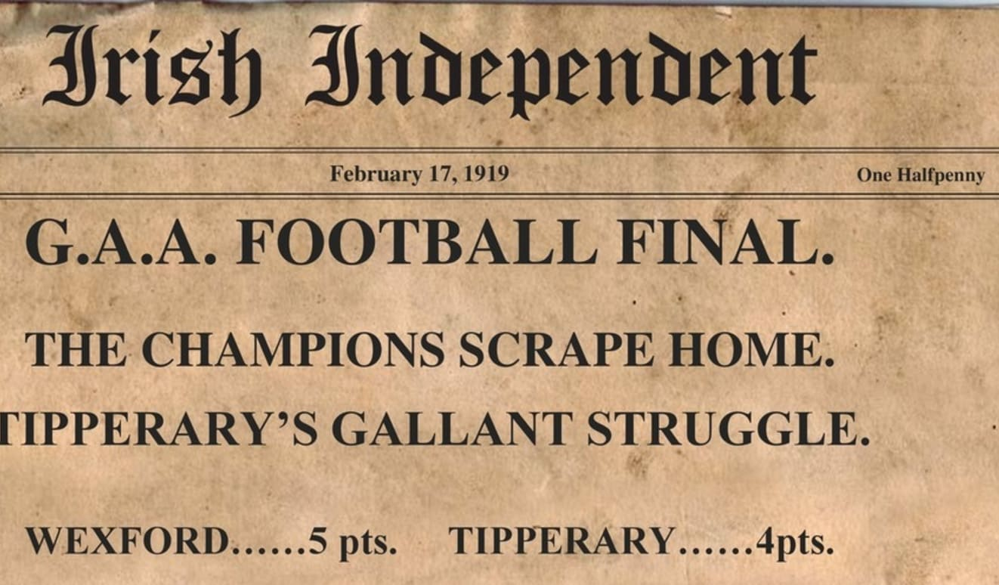 Irish Independent
February 17, 1919 One Halfpenny
G.A.A. FOOTBALL FINAL.
THE CHAMPIONS SCRAPE HOME.
TIPPERARY’S GALLANT STRUGGLE.
WEXFORD......5 pts. TIPPERARY......4pts.